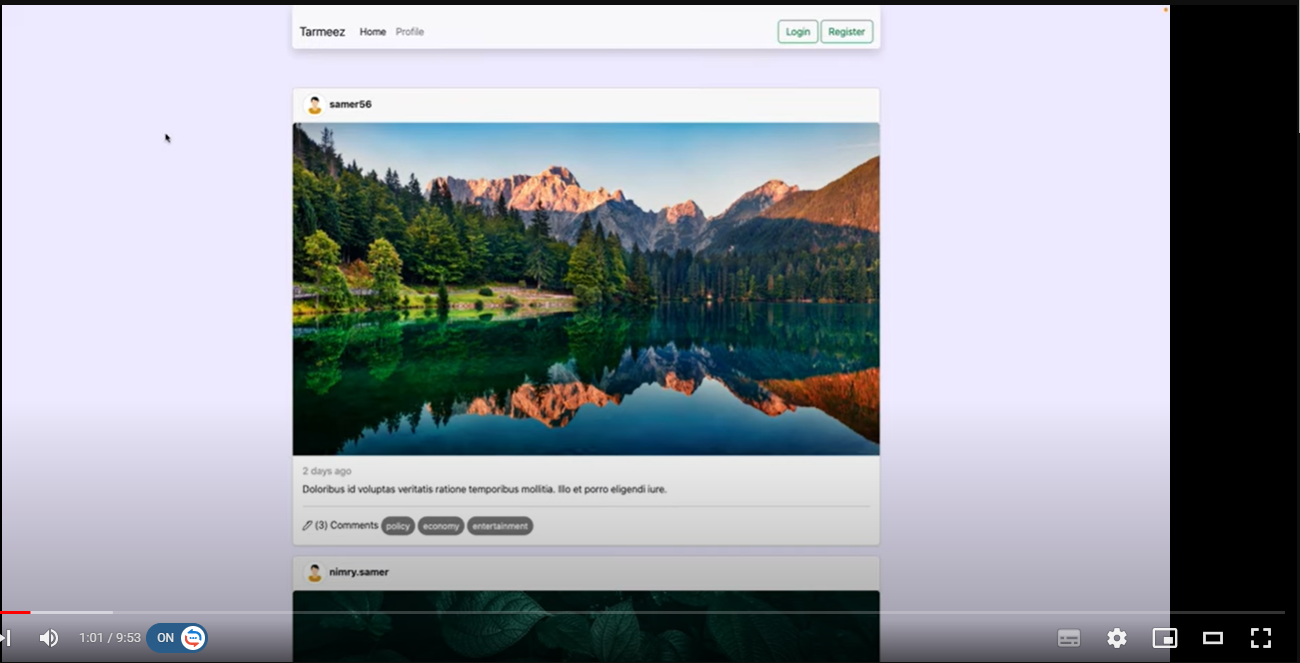 Tarmeez Home Profile Login Register
samer56
2 days ago
Doloribus id voluptas veritatis ratione temporibus mollitia. Illo et porro eligendi iure.
(3) Comments policy economy entertainment
nimry.samer
1:01 / 9:53 ON